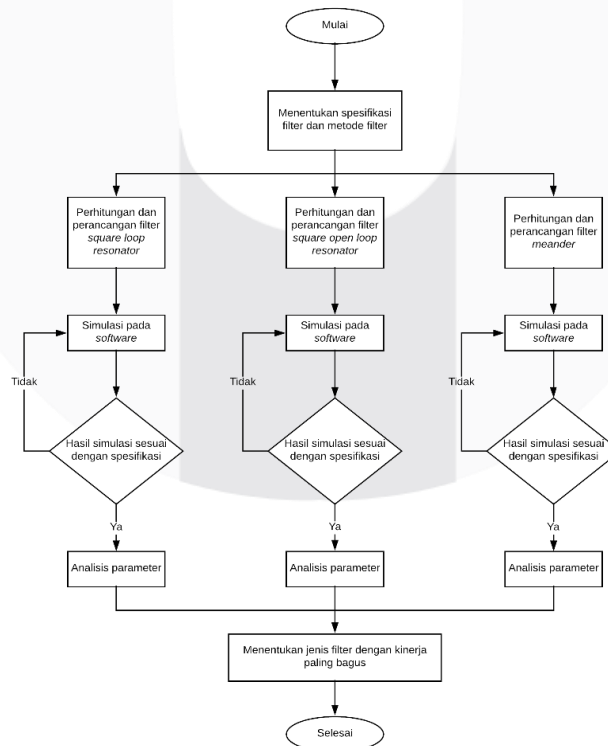 Mulai
Menentukan spesifikasi
filter dan metode filter
Perhitungan dan
perancangan filter
square loop
resonator
Perhitungan dan
perancangan filter
square open loop
resonator
Perhitungan dan
perancangan filter
meander
Simulasi pada
software
Simulasi pada
software
Simulasi pada
software
Tidak
Tidak
Tidak
Hasil simulasi sesuai
dengan spesifikasi
Hasil simulasi sesuai
dengan spesifikasi
Hasil simulasi sesuai
dengan spesifikasi
Ya
Ya
Ya
Analisis parameter
Analisis parameter
Analisis parameter
Menentukan jenis filter dengan kinerja
paling bagus
Selesai